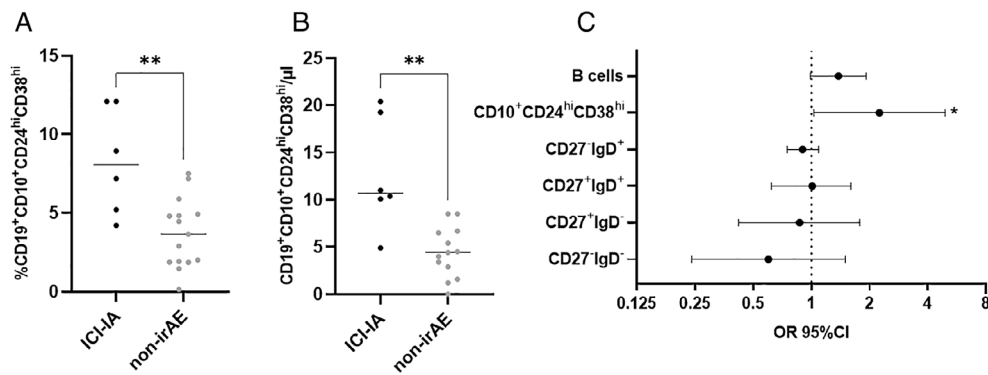 A
%CD19⁺CD10⁺CD24ʰⁱCD38ʰⁱ
15
10
5
0
**
ICI-IA
non-irAE
B
CD19⁺CD10⁺CD24ʰⁱCD38ʰⁱ/µl
25
20
15
10
5
0
**
ICI-IA
non-irAE
C
B cells
CD10⁺CD24ʰⁱCD38ʰⁱ
*
CD27⁻IgD⁺
CD27⁺IgD⁺
CD27⁺IgD⁻
CD27⁻IgD⁻
0.125 0.25 0.5 1 2 4 8
OR 95%CI